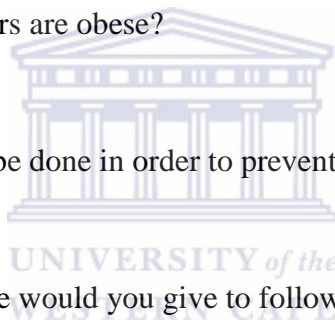 rs are obese?
be done in order to prevent
UNIVERSITY of the
e would you give to follow
WESTERN CAPE